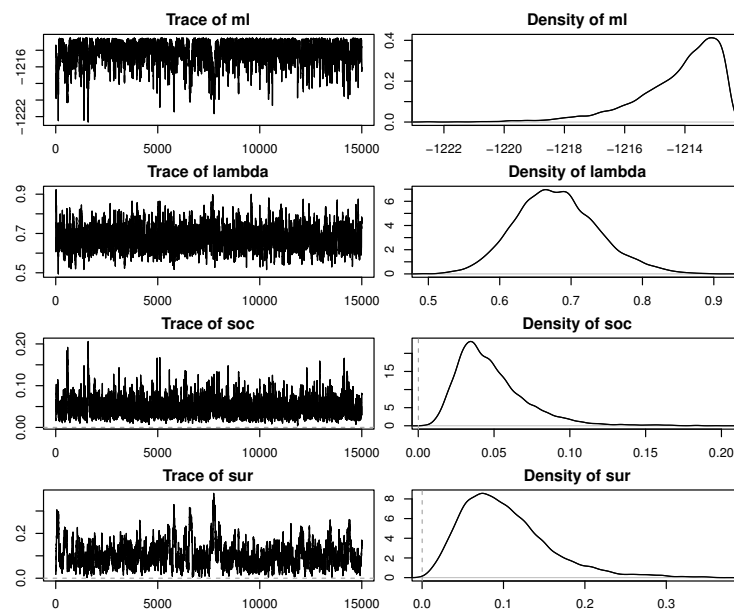 Trace of ml
Density of ml
−1222
−1216
0 5000 10000 15000
0.0 0.2 0.4
−1222 −1220 −1218 −1216 −1214
Trace of lambda
Density of lambda
0.5 0.7 0.9
0 5000 10000 15000
0 2 4 6
0.5 0.6 0.7 0.8 0.9
Trace of soc
Density of soc
0.00 0.10 0.20
0 5000 10000 15000
0 5 15
0.00 0.05 0.10 0.15 0.20
Trace of sur
Density of sur
0.0 0.2
0 5000 10000 15000
0 2 4 6 8
0.0 0.1 0.2 0.3